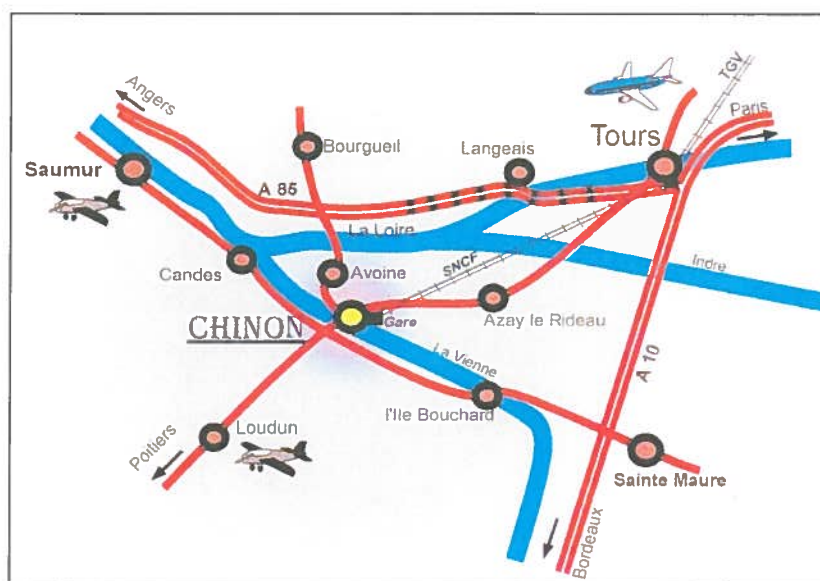 TGV
Angers
Paris
Tours
Bourgueil
Langeais
Saumur
A 85
La Loire
SNCF
Indre
Candes
Avoine
Gare
Azay le Rideau
CHINON
La Vienne
A 10
l'Ile Bouchard
Poitiers
Loudun
Sainte Maure
Bordeaux